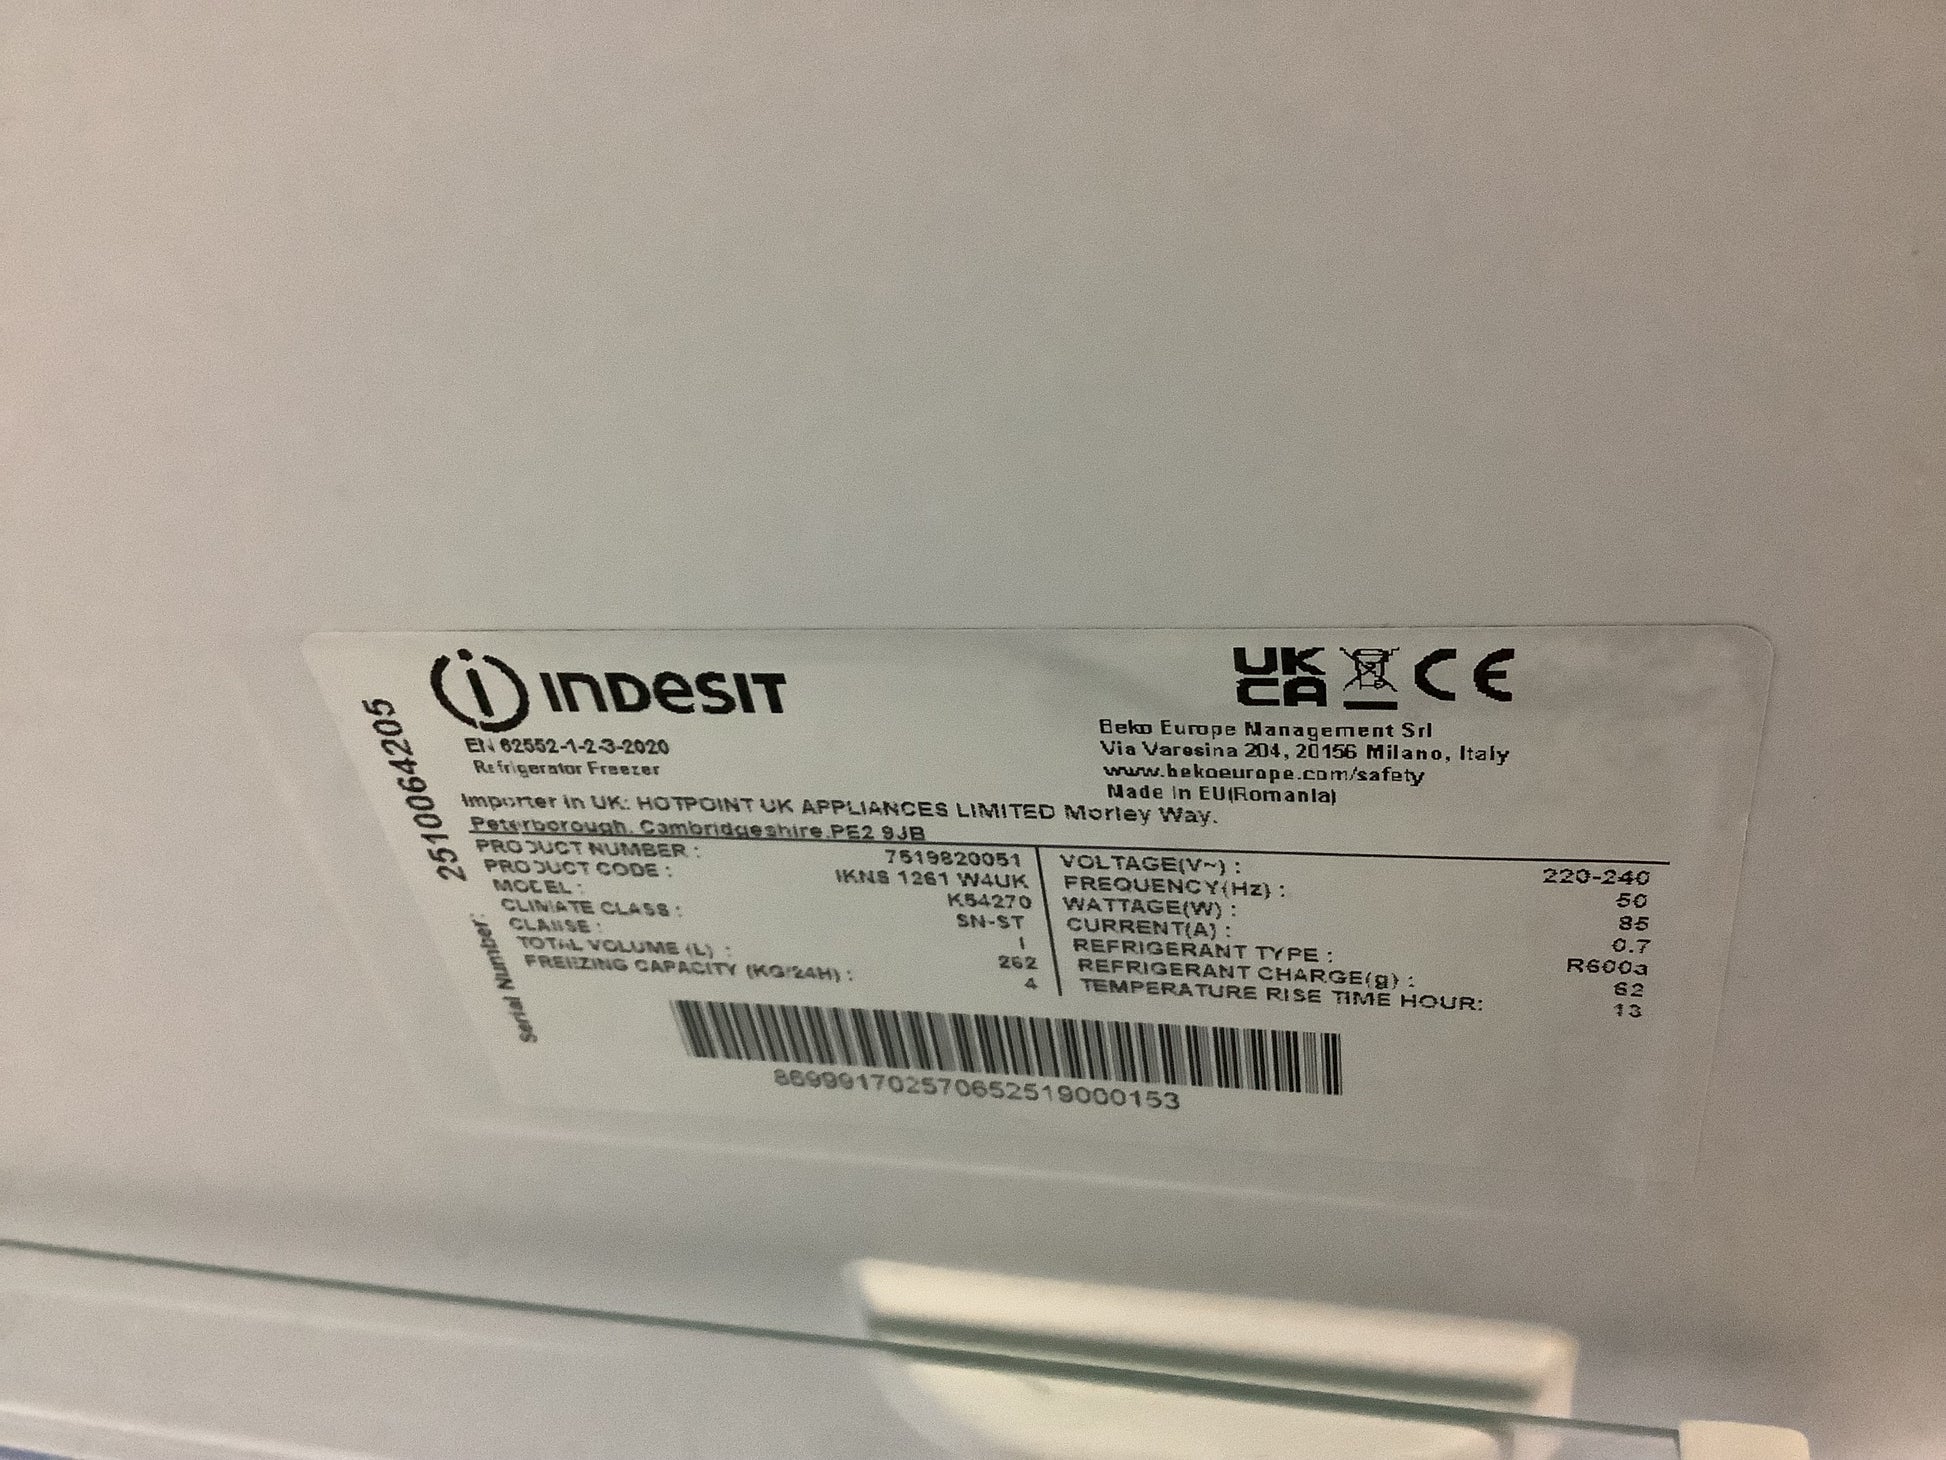 INDESIT
UK
CA
CE
EN 62552-1-2-3-2020
Refrigerator Freezer
Beko Europe Management Srl
Via Varesina 204, 20156 Milano, Italy
www.bekoeurope.com/safety
Made In EU(Romania)
Importer in UK: HOTPOINT UK APPLIANCES LIMITED Morley Way.
Peterborough, Cambridgeshire,PE2 9JB
PRODUCT NUMBER : 7519820051
PRODUCT CODE : IKNS 1261 W4UK
MODEL : K54270
CLIMATE CLASS : SN-ST
CLAUSE : I
TOTAL VOLUME (L) : 262
FREEZING CAPACITY (KG/24H) : 4
VOLTAGE(V~) : 220-240
FREQUENCY(Hz) : 50
WATTAGE(W) : 85
CURRENT(A) : 0.7
REFRIGERANT TYPE : R600a
REFRIGERANT CHARGE(g) : 62
TEMPERATURE RISE TIME HOUR: 13
Serial Number 2510064205
869991702570652519000153